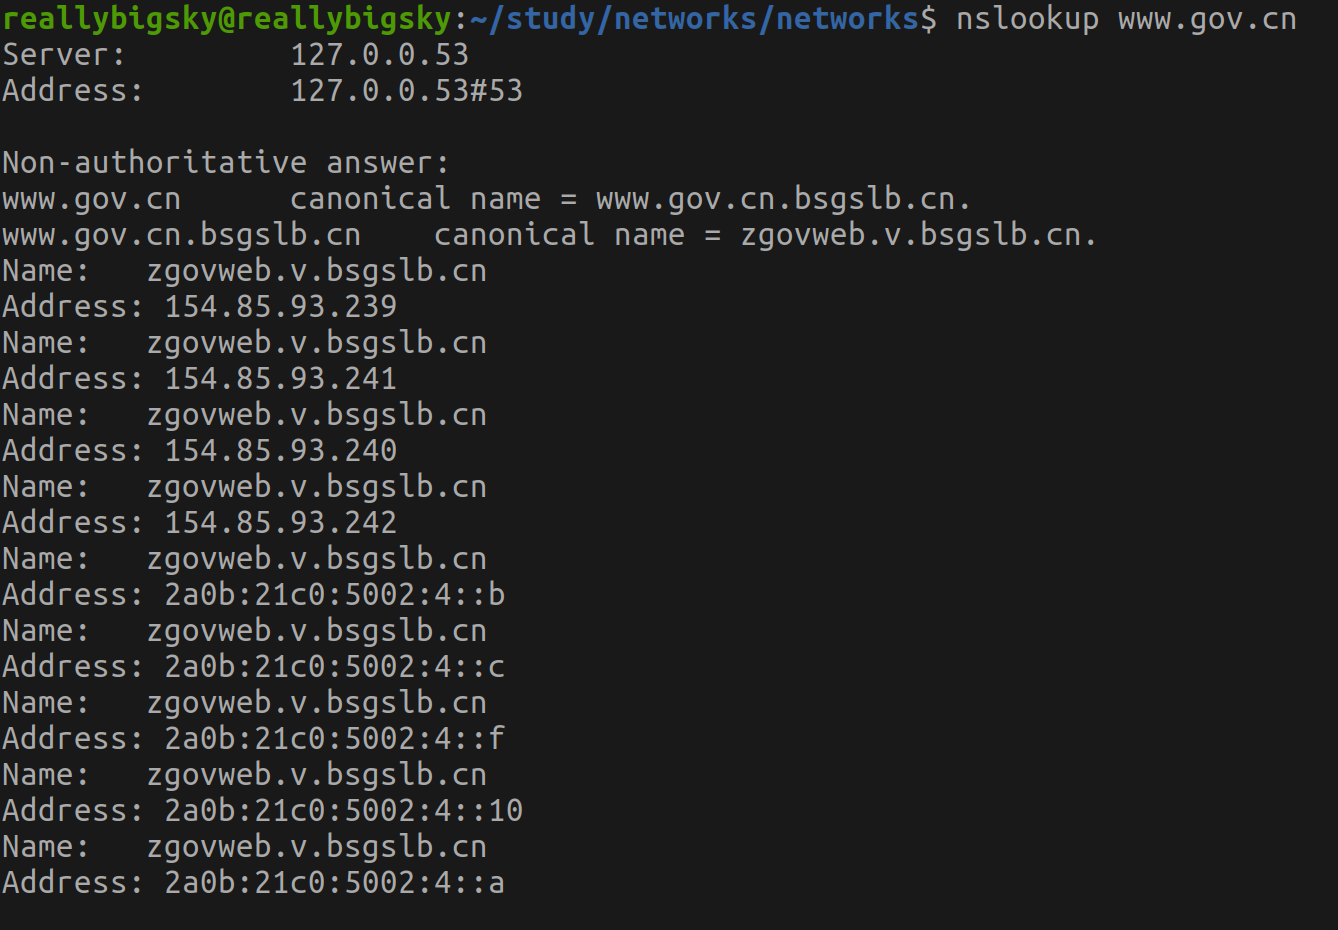 reallybigsky@reallybigsky:~/study/networks/networks$ nslookup www.gov.cn
Server:         127.0.0.53
Address:        127.0.0.53#53

Non-authoritative answer:
www.gov.cn      canonical name = www.gov.cn.bsgslb.cn.
www.gov.cn.bsgslb.cn    canonical name = zgovweb.v.bsgslb.cn.
Name:   zgovweb.v.bsgslb.cn
Address: 154.85.93.239
Name:   zgovweb.v.bsgslb.cn
Address: 154.85.93.241
Name:   zgovweb.v.bsgslb.cn
Address: 154.85.93.240
Name:   zgovweb.v.bsgslb.cn
Address: 154.85.93.242
Name:   zgovweb.v.bsgslb.cn
Address: 2a0b:21c0:5002:4::b
Name:   zgovweb.v.bsgslb.cn
Address: 2a0b:21c0:5002:4::c
Name:   zgovweb.v.bsgslb.cn
Address: 2a0b:21c0:5002:4::f
Name:   zgovweb.v.bsgslb.cn
Address: 2a0b:21c0:5002:4::10
Name:   zgovweb.v.bsgslb.cn
Address: 2a0b:21c0:5002:4::a